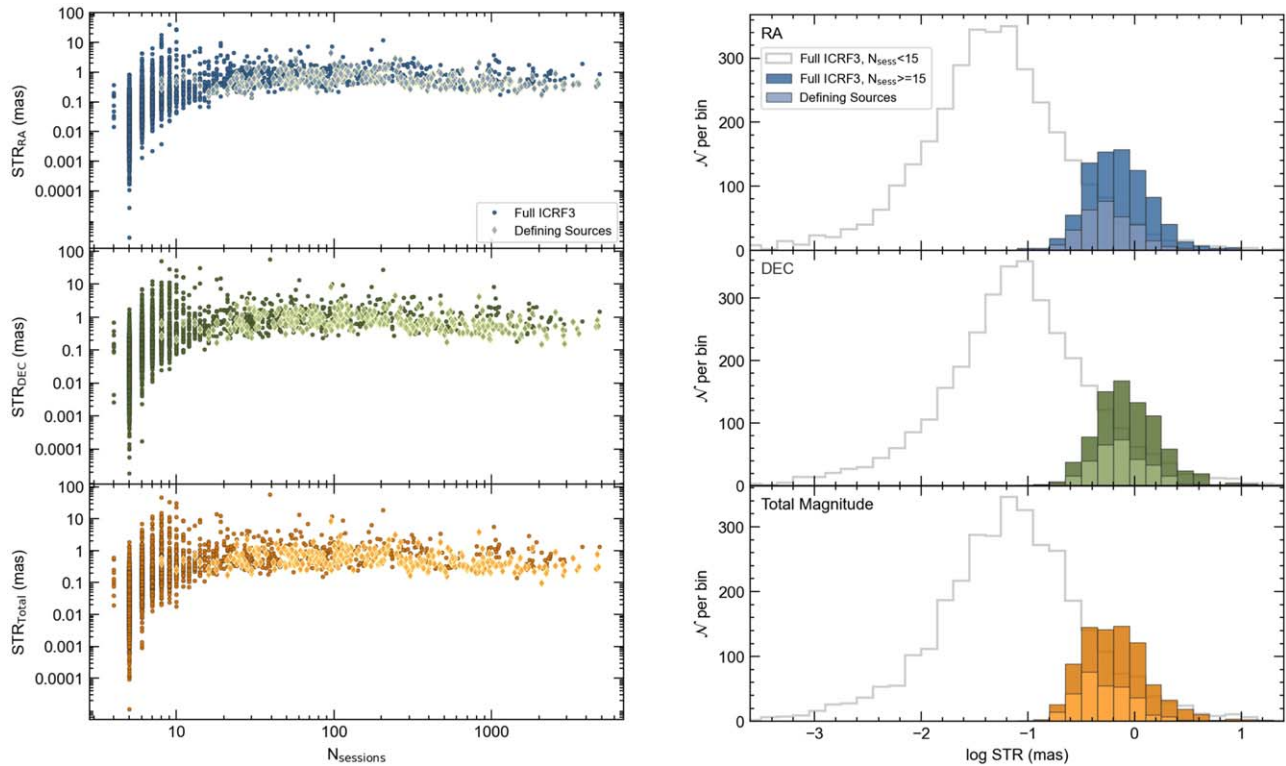 100
10
1
0.1
0.01
0.001
0.0001
STR_RA (mas)
Full ICRF3
Defining Sources
100
10
1
0.1
0.01
0.001
0.0001
STR_DEC (mas)
100
10
1
0.1
0.01
0.001
0.0001
STR_Total (mas)
10 100 1000
N_sessions
RA
Full ICRF3, N_sess<15
Full ICRF3, N_sess>=15
Defining Sources
300
200
100
0
𝒩 per bin
DEC
300
200
100
0
𝒩 per bin
Total Magnitude
300
200
100
0
𝒩 per bin
−3 −2 −1 0 1
log STR (mas)